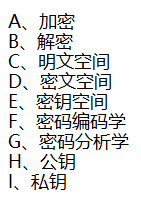 A、加密
B、解密
C、明文空间
D、密文空间
E、密钥空间
F、密码编码学
G、密码分析学
H、公钥
I、私钥